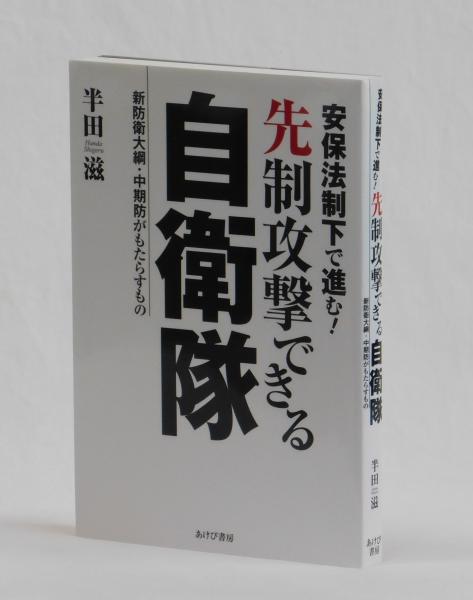 安保法制下で進む！
先制攻撃できる
自衛隊
新防衛大綱・中期防がもたらすもの
半田滋
Handa Shigeru
あけび書房
安保法制下で進む！
先制攻撃できる自衛隊
新防衛大綱・中期防がもたらすもの
半田滋
あけび書房